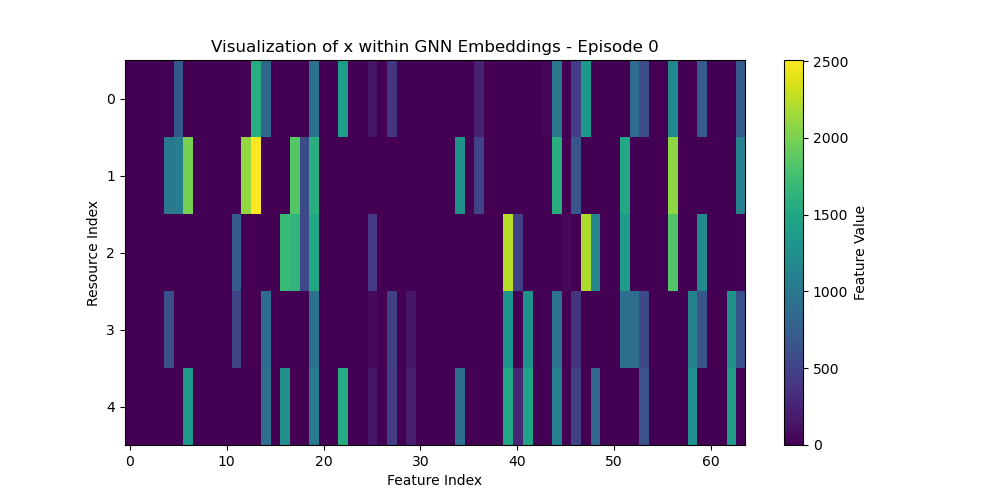 Visualization of x within GNN Embeddings - Episode 0
Resource Index
0
1
2
3
4
0 10 20 30 40 50 60
Feature Index
2500
2000
1500
1000
500
0
Feature Value